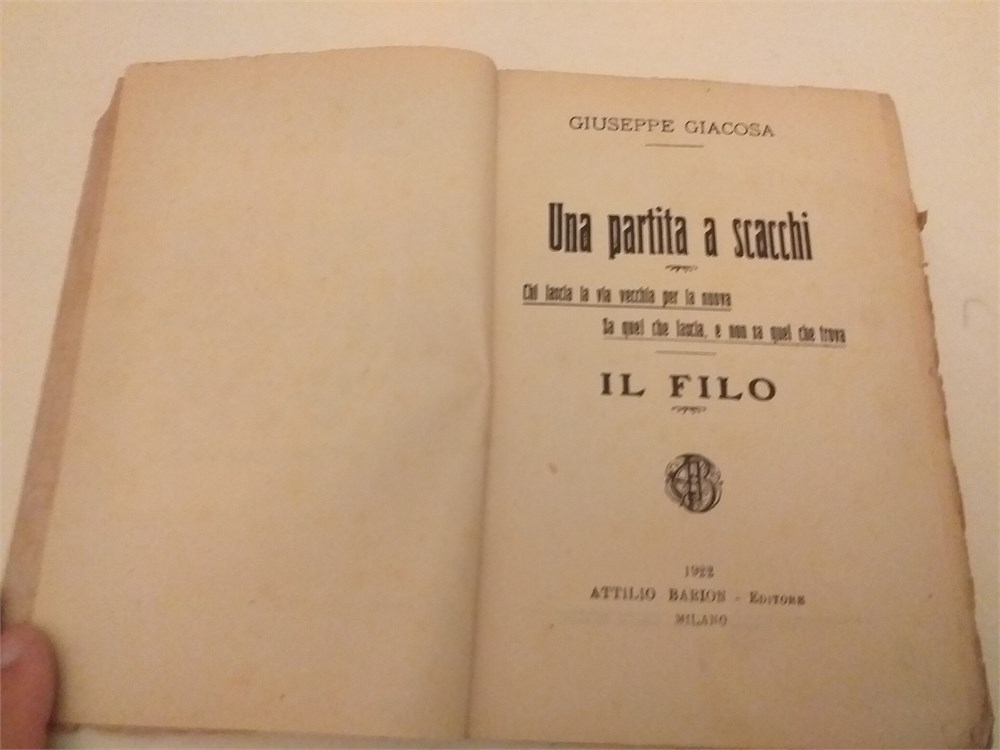 GIUSEPPE GIACOSA
Una partita a scacchi
Chi lascia la via vecchia per la nuova
Sa quel che lascia, e non sa quel che trova
IL FILO
1922
ATTILIO BARION - EDITORE
MILANO